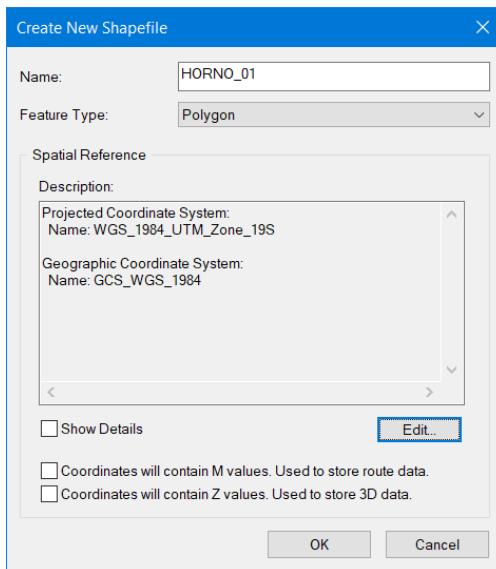 Create New Shapefile
Name:
HORNO_01
Feature Type:
Polygon
Spatial Reference
Description:
Projected Coordinate System:
Name: WGS_1984_UTM_Zone_19S
Geographic Coordinate System:
Name: GCS_WGS_1984
Show Details
Edit...
Coordinates will contain M values. Used to store route data.
Coordinates will contain Z values. Used to store 3D data.
OK
Cancel